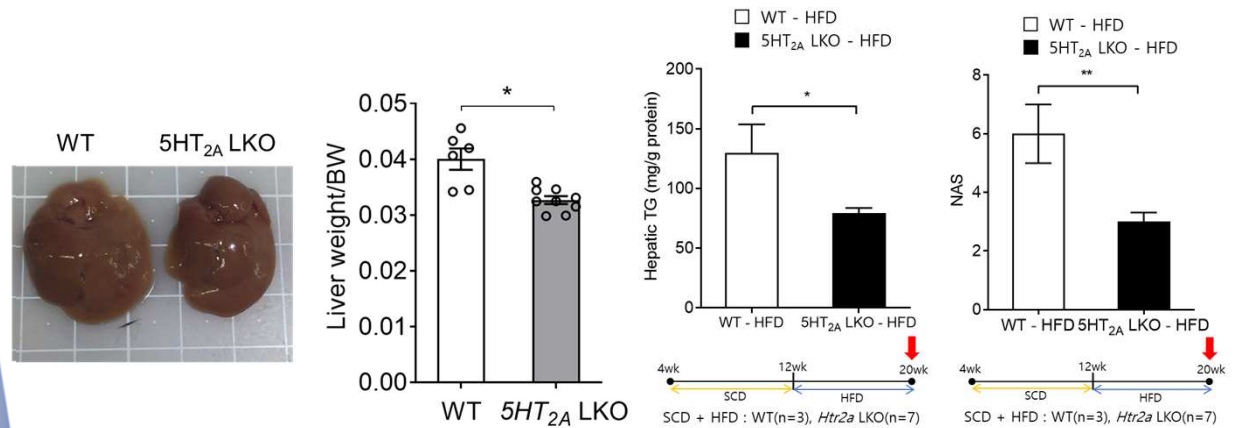 WT 5HT2A LKO
Liver weight/BW
0.05
0.04
0.03
0.02
0.01
0.00
*
WT 5HT2A LKO
WT - HFD
5HT2A LKO - HFD
Hepatic TG (mg/g protein)
200
150
100
50
0
*
WT - HFD 5HT2A LKO - HFD
4wk 12wk 20wk
SCD HFD
SCD + HFD : WT(n=3), Htr2a LKO(n=7)
WT - HFD
5HT2A LKO - HFD
NAS
8
6
4
2
0
**
WT - HFD 5HT2A LKO - HFD
4wk 12wk 20wk
SCD HFD
SCD + HFD : WT(n=3), Htr2a LKO(n=7)